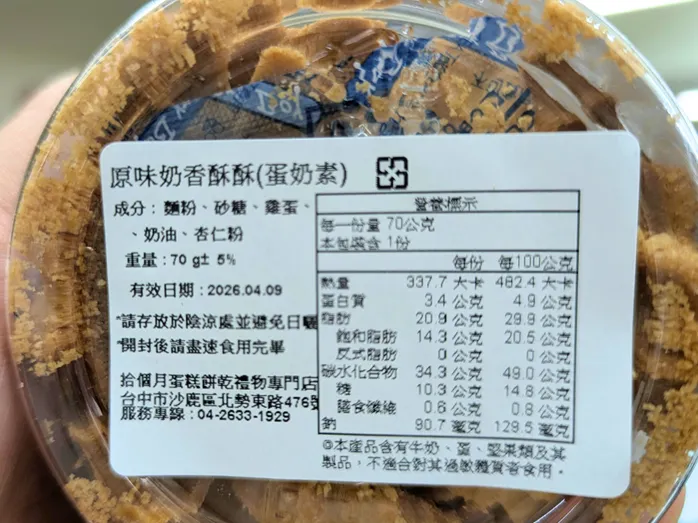 原味奶香酥酥(蛋奶素)
成分：麵粉、砂糖、雞蛋、
、奶油、杏仁粉
重量：70 g± 5%
有效日期：2026.04.09
*請存放於陰涼處並避免日曬
*開封後請盡速食用完畢
拾個月蛋糕餅乾禮物專門店
台中市沙鹿區北勢東路476號
服務專線：04-2633-1929
營養標示
每一份量 70公克
本包裝含 1份
每份 每100公克
熱量 337.7 大卡 482.4 大卡
蛋白質 3.4 公克 4.9 公克
脂肪 20.9 公克 29.9 公克
飽和脂肪 14.3 公克 20.5 公克
反式脂肪 0 公克 0 公克
碳水化合物 34.3 公克 49.0 公克
糖 10.3 公克 14.8 公克
膳食纖維 0.6 公克 0.8 公克
鈉 90.7 毫克 129.5 毫克
◎本產品含有牛奶、蛋、堅果類及其
製品，不適合對其過敏體質者食用。